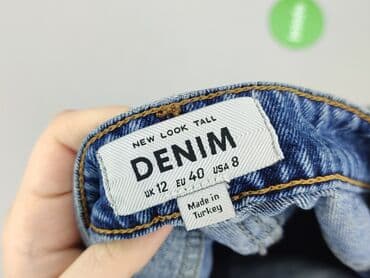 NEW LOOK TALL
DENIM
UK 12 EU 40 USA 8
Made in
Turkey